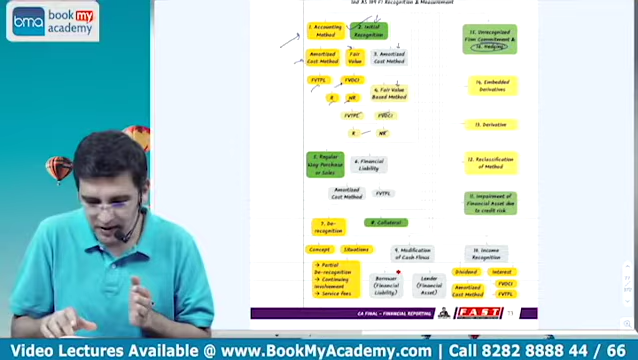 Ind AS 109 FI Recognition & Measurement
bma
book my
academy
1. Accounting
Method
2. Initial
Recognition
Amortized
Cost Method
Fair
Value
3. Amortized
Cost Method
FVTPL
FVOCI
R
NR
4. Fair Value
Based Method
FVTPL
FVOCI
R
NR
5. Regular
Way Purchase
or Sales
6. Financial
Liability
Amortized
Cost Method
FVTPL
7. De-
recognition
8. Collateral
Concept
Situations
→ Partial
De-recognition
→ Continuing
involvement
→ Service fees
9. Modification
of Cash Flows
Borrower
(Financial
Liability)
Lender
(Financial
Asset)
10. Income
Recognition
Dividend
Interest
Amortized
Cost Method
FVOCI
FVTPL
15. Unrecognized
Firm Commitment &
16. Hedging
14. Embedded
Derivatives
13. Derivative
12. Reclassification
of Method
11. Impairment of
Financial Asset due
to credit risk
CA FINAL - FINANCIAL REPORTING
FAST
Video Lectures Available @ www.BookMyAcademy.com | Call 8282 8888 44 / 66